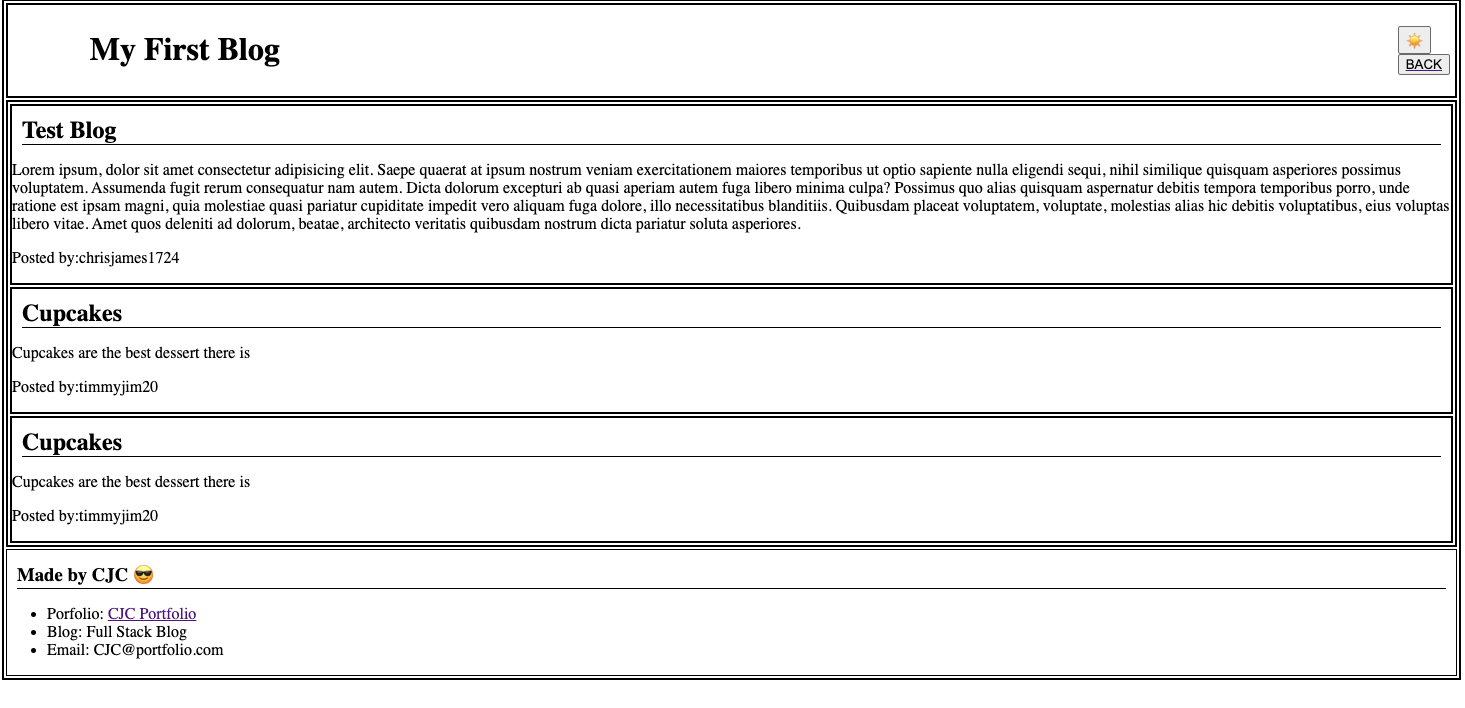 My First Blog
☀️
BACK
Test Blog
Lorem ipsum, dolor sit amet consectetur adipisicing elit. Saepe quaerat at ipsum nostrum veniam exercitationem maiores temporibus ut optio sapiente nulla eligendi sequi, nihil similique quisquam asperiores possimus
voluptatem. Assumenda fugit rerum consequatur nam autem. Dicta dolorum excepturi ab quasi aperiam autem fuga libero minima culpa? Possimus quo alias quisquam aspernatur debitis tempora temporibus porro, unde
ratione est ipsam magni, quia molestiae quasi pariatur cupiditate impedit vero aliquam fuga dolore, illo necessitatibus blanditiis. Quibusdam placeat voluptatem, voluptate, molestias alias hic debitis voluptatibus, eius voluptas
libero vitae. Amet quos deleniti ad dolorum, beatae, architecto veritatis quibusdam nostrum dicta pariatur soluta asperiores.
Posted by:chrisjames1724
Cupcakes
Cupcakes are the best dessert there is
Posted by:timmyjim20
Cupcakes
Cupcakes are the best dessert there is
Posted by:timmyjim20
Made by CJC 😎
• Porfolio: CJC Portfolio
• Blog: Full Stack Blog
• Email: CJC@portfolio.com